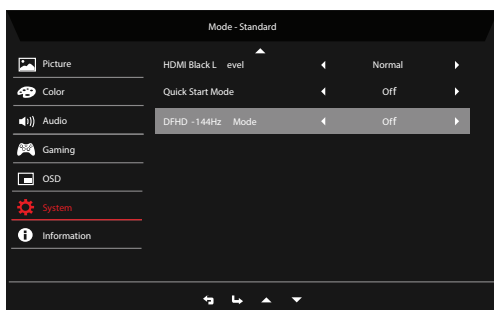 Mode - Standard
Picture
Color
Audio
Gaming
OSD
System
Information
HDMI Black L evel Normal
Quick Start Mode Off
DFHD -144Hz Mode Off